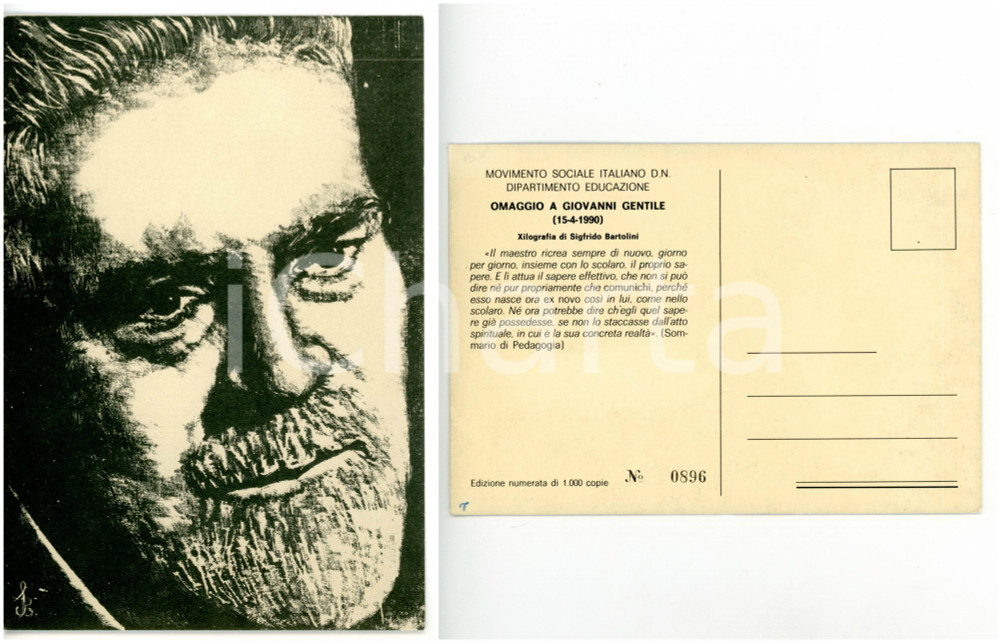 MOVIMENTO SOCIALE ITALIANO D.N.
DIPARTIMENTO EDUCAZIONE
OMAGGIO A GIOVANNI GENTILE
(15-4-1990)
Xilografia di Sigfrido Bartolini
«Il maestro ricrea sempre di nuovo, giorno
per giorno, insieme con lo scolaro, il proprio sa-
pere. E lì attua il sapere effettivo, che non si può
dire né pur propriamente che comunichi, perché
esso nasce ora ex novo così in lui, come nello
scolaro. Né ora potrebbe dire ch'egli quel sape-
re già possedesse, se non lo staccasse dall'atto
spirituale, in cui è la sua concreta realtà». (Som-
mario di Pedagogia)
Edizione numerata di 1.000 copie Nº 0896
icharta
SB